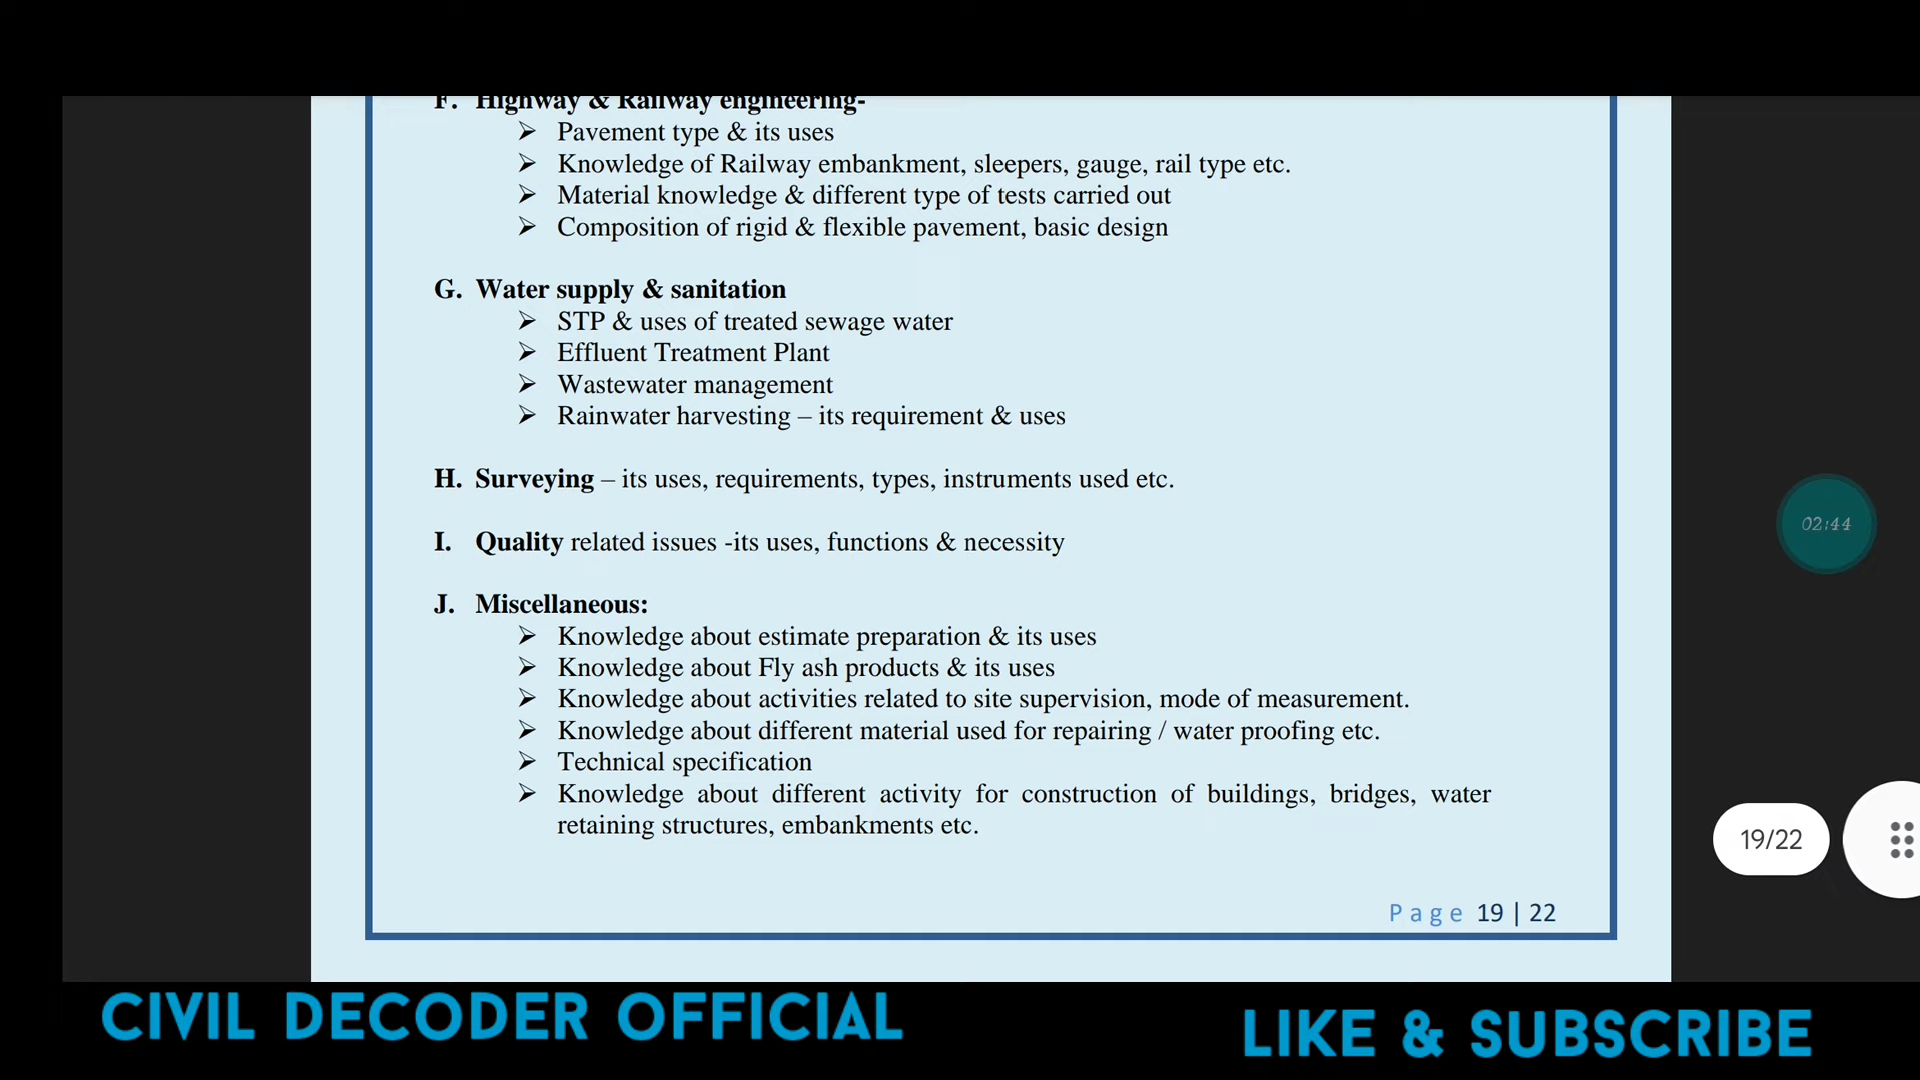 F. Highway & Railway engineering-
➢ Pavement type & its uses
➢ Knowledge of Railway embankment, sleepers, gauge, rail type etc.
➢ Material knowledge & different type of tests carried out
➢ Composition of rigid & flexible pavement, basic design
G. Water supply & sanitation
➢ STP & uses of treated sewage water
➢ Effluent Treatment Plant
➢ Wastewater management
➢ Rainwater harvesting – its requirement & uses
H. Surveying – its uses, requirements, types, instruments used etc.
02:44
I. Quality related issues -its uses, functions & necessity
J. Miscellaneous:
➢ Knowledge about estimate preparation & its uses
➢ Knowledge about Fly ash products & its uses
➢ Knowledge about activities related to site supervision, mode of measurement.
➢ Knowledge about different material used for repairing / water proofing etc.
➢ Technical specification
➢ Knowledge about different activity for construction of buildings, bridges, water
retaining structures, embankments etc.
19/22
Page 19 | 22
CIVIL DECODER OFFICIAL
LIKE & SUBSCRIBE